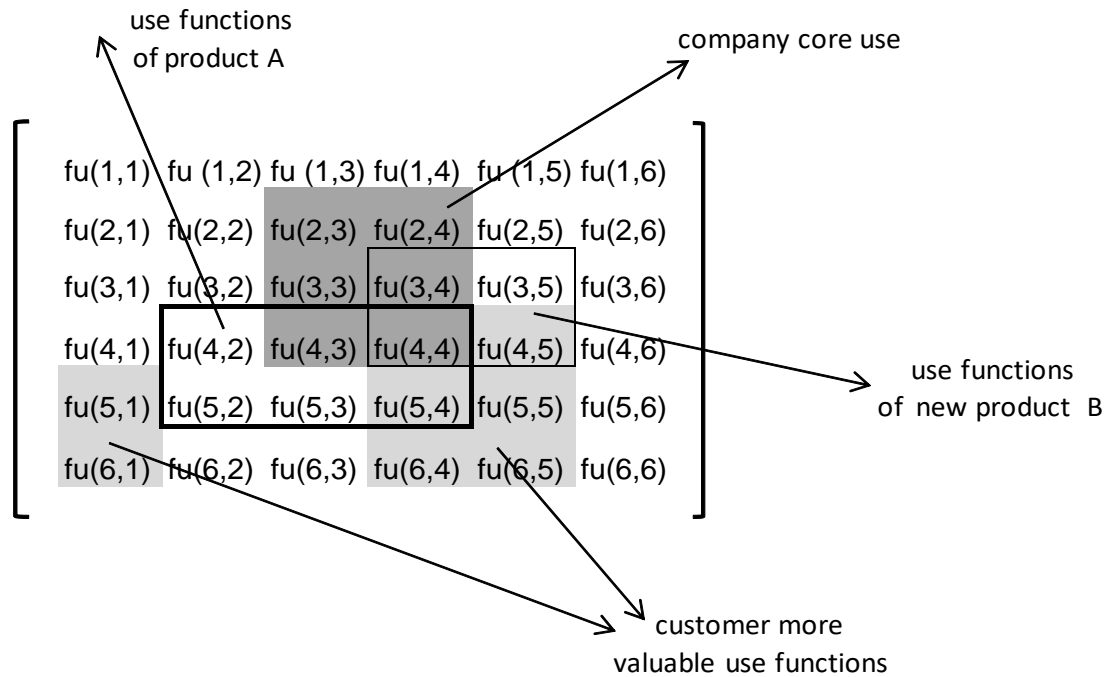 use functions
of product A
company core use
fu(1,1) fu (1,2) fu (1,3) fu(1,4) fu (1,5) fu(1,6)
fu(2,1) fu(2,2) fu(2,3) fu(2,4) fu(2,5) fu(2,6)
fu(3,1) fu(3,2) fu(3,3) fu(3,4) fu(3,5) fu(3,6)
fu(4,1) fu(4,2) fu(4,3) fu(4,4) fu(4,5) fu(4,6)
fu(5,1) fu(5,2) fu(5,3) fu(5,4) fu(5,5) fu(5,6)
fu(6,1) fu(6,2) fu(6,3) fu(6,4) fu(6,5) fu(6,6)
use functions
of new product B
customer more
valuable use functions